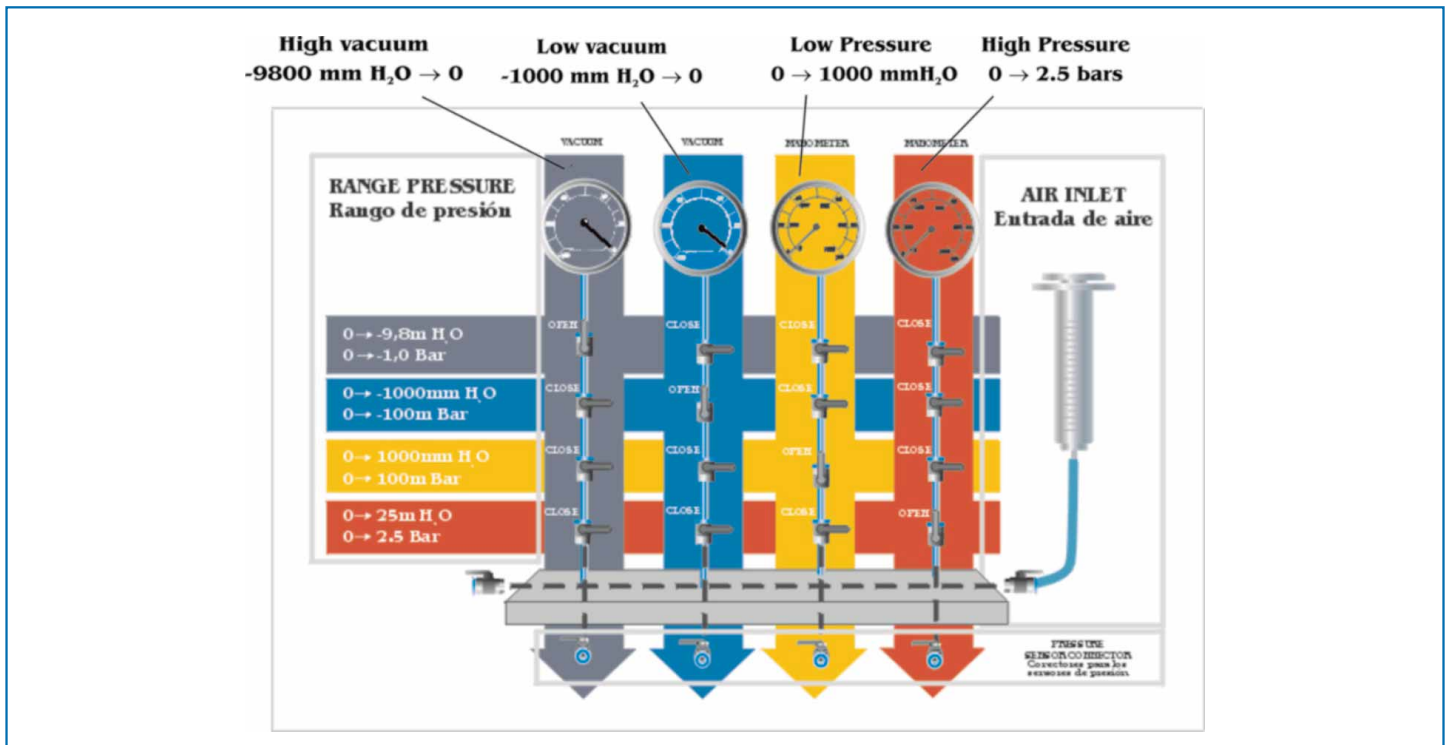 High vacuum
-9800 mm H₂O → 0
Low vacuum
-1000 mm H₂O → 0
Low Pressure
0 → 1000 mmH₂O
High Pressure
0 → 2.5 bars
VACUUM
VACUUM
MANOMETER
MANOMETER
RANGE PRESSURE
Rango de presión
AIR INLET
Entrada de aire
0→ -9,8m H₂O
0→ -1,0 Bar
OPEN
CLOSE
CLOSE
CLOSE
0→ -1000mm H₂O
0→ -100m Bar
CLOSE
OPEN
CLOSE
CLOSE
0→ 1000mm H₂O
0→ 100m Bar
CLOSE
CLOSE
OPEN
CLOSE
0→ 25m H₂O
0→ 2.5 Bar
CLOSE
CLOSE
CLOSE
OPEN
PRESSURE
SENSOR CONNECTOR
Conectores para los
sensores de presión